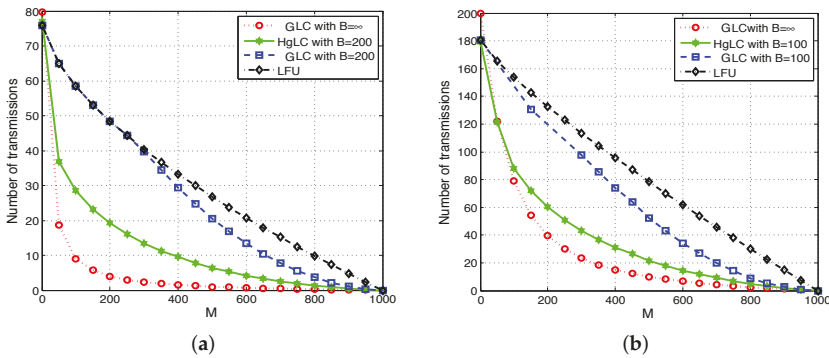 80
70
60
50
40
30
20
10
0
Number of transmissions
0
200
400
600
800
1000
M
GLC with B=∞
HgLC with B=200
GLC with B=200
LFU
(a)
200
180
160
140
120
100
80
60
40
20
0
Number of transmissions
0
200
400
600
800
1000
M
GLCwith B=∞
HgLC with B=100
GLC with B=100
LFU
(b)